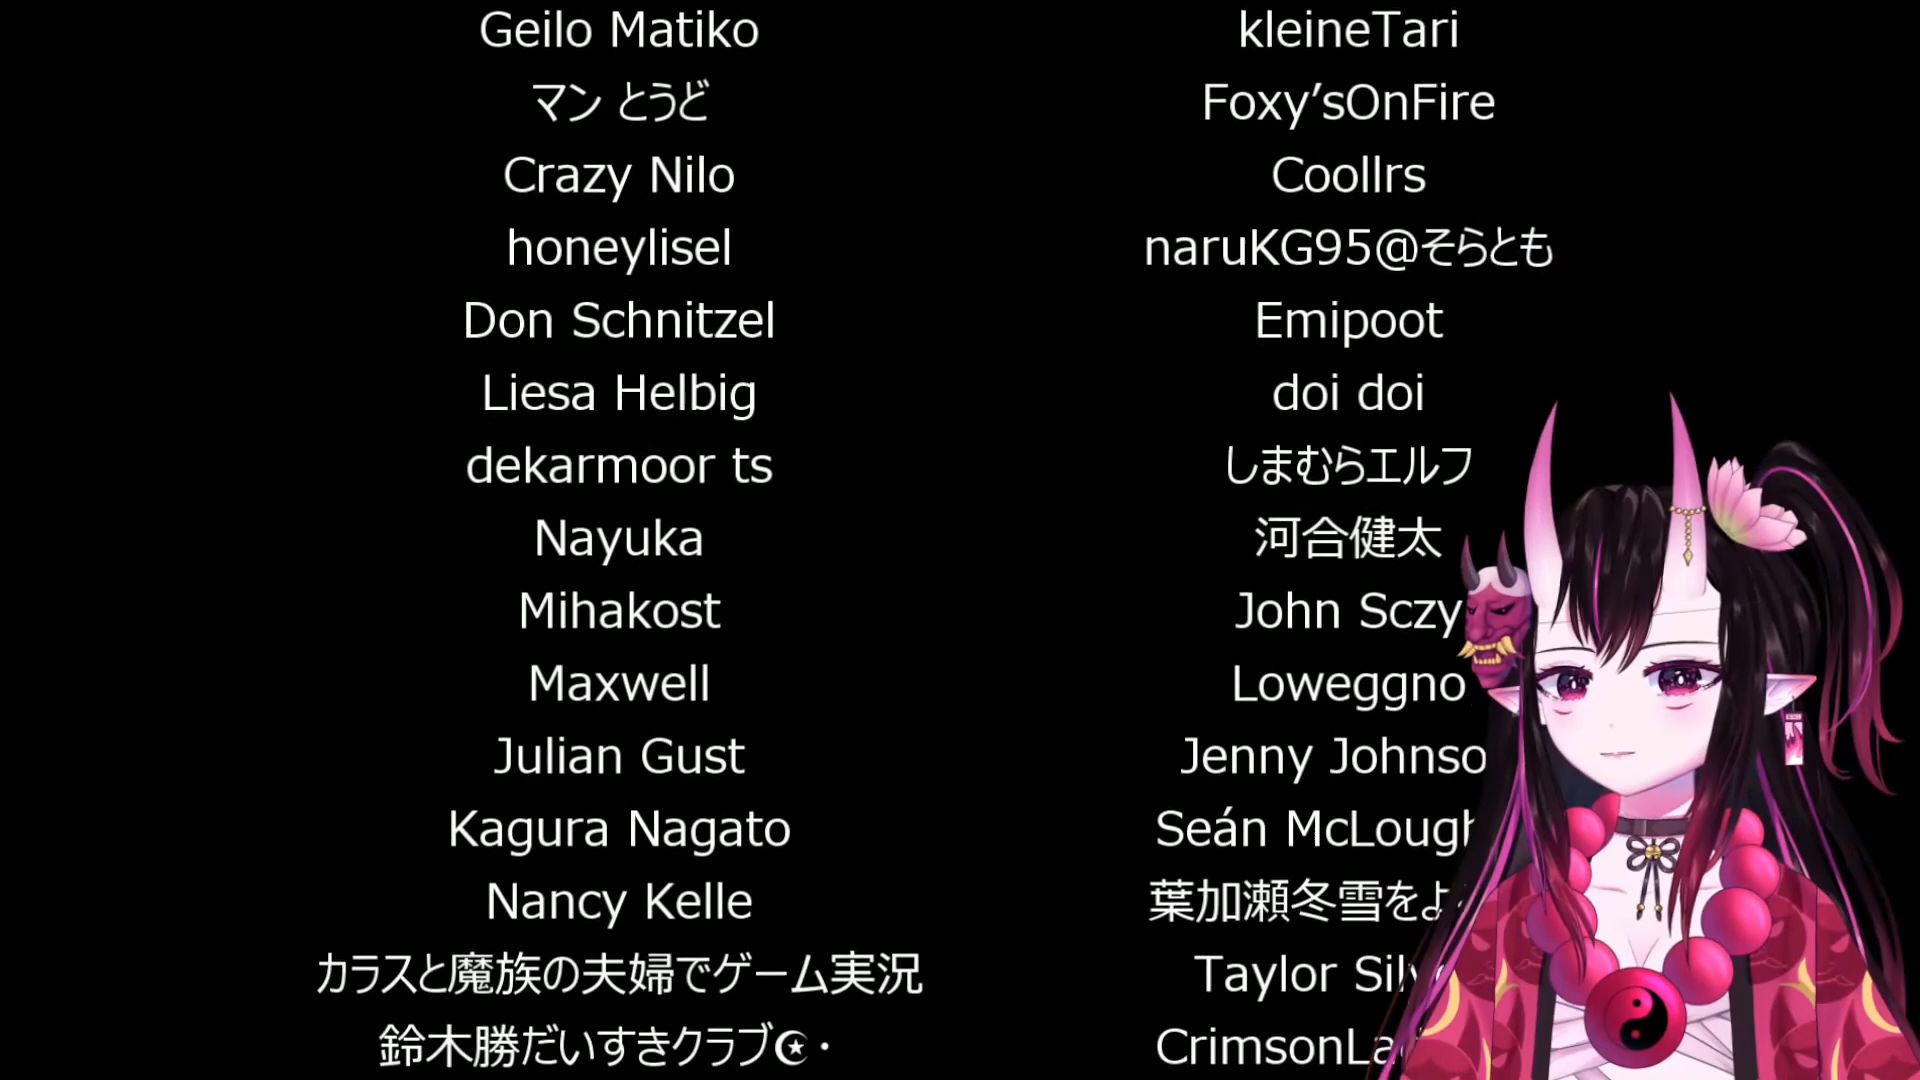 Geilo Matiko
マン とうど
Crazy Nilo
honeylisel
Don Schnitzel
Liesa Helbig
dekarmoor ts
Nayuka
Mihakost
Maxwell
Julian Gust
Kagura Nagato
Nancy Kelle
カラスと魔族の夫婦でゲーム実況
鈴木勝だいすきクラブ☪・
kleineTari
Foxy’sOnFire
Coollrs
naruKG95@そらとも
Emipoot
doi doi
しまむらエルフ
河合健太
John Sczy
Loweggno
Jenny Johnso
Seán McLough
葉加瀬冬雪をよ
Taylor
CrimsonLa